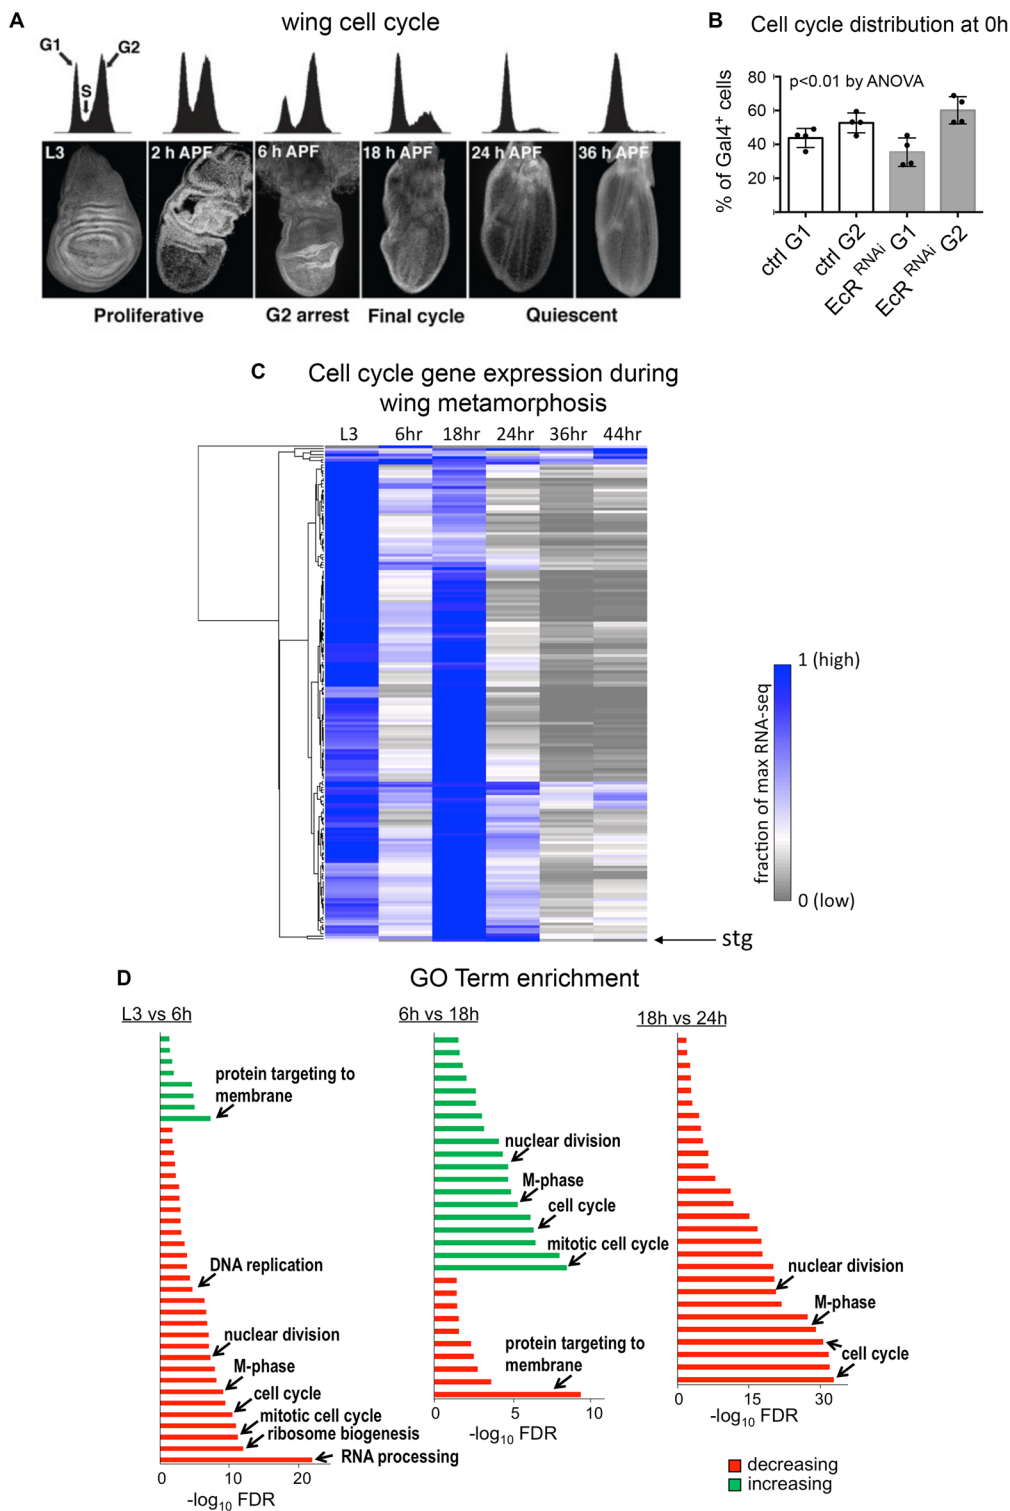 A
wing cell cycle
G1
G2
S
L3
2 h APF
6 h APF
18 h APF
24 h APF
36 h APF
Proliferative
G2 arrest
Final cycle
Quiescent
B
Cell cycle distribution at 0h
p<0.01 by ANOVA
% of Gal4+ cells
80
60
40
20
ctrl G1
ctrl G2
EcR RNAi G1
EcR RNAi G2
C
Cell cycle gene expression during
wing metamorphosis
L3
6hr
18hr
24hr
36hr
44hr
stg
fraction of max RNA-seq
1 (high)
0 (low)
D
GO Term enrichment
L3 vs 6h
protein targeting to
membrane
DNA replication
nuclear division
M-phase
cell cycle
mitotic cell cycle
ribosome biogenesis
RNA processing
0
10
20
-log10 FDR
6h vs 18h
nuclear division
M-phase
cell cycle
mitotic cell cycle
protein targeting to
membrane
0
5
10
-log10 FDR
18h vs 24h
nuclear division
M-phase
cell cycle
0
15
30
-log10 FDR
decreasing
increasing